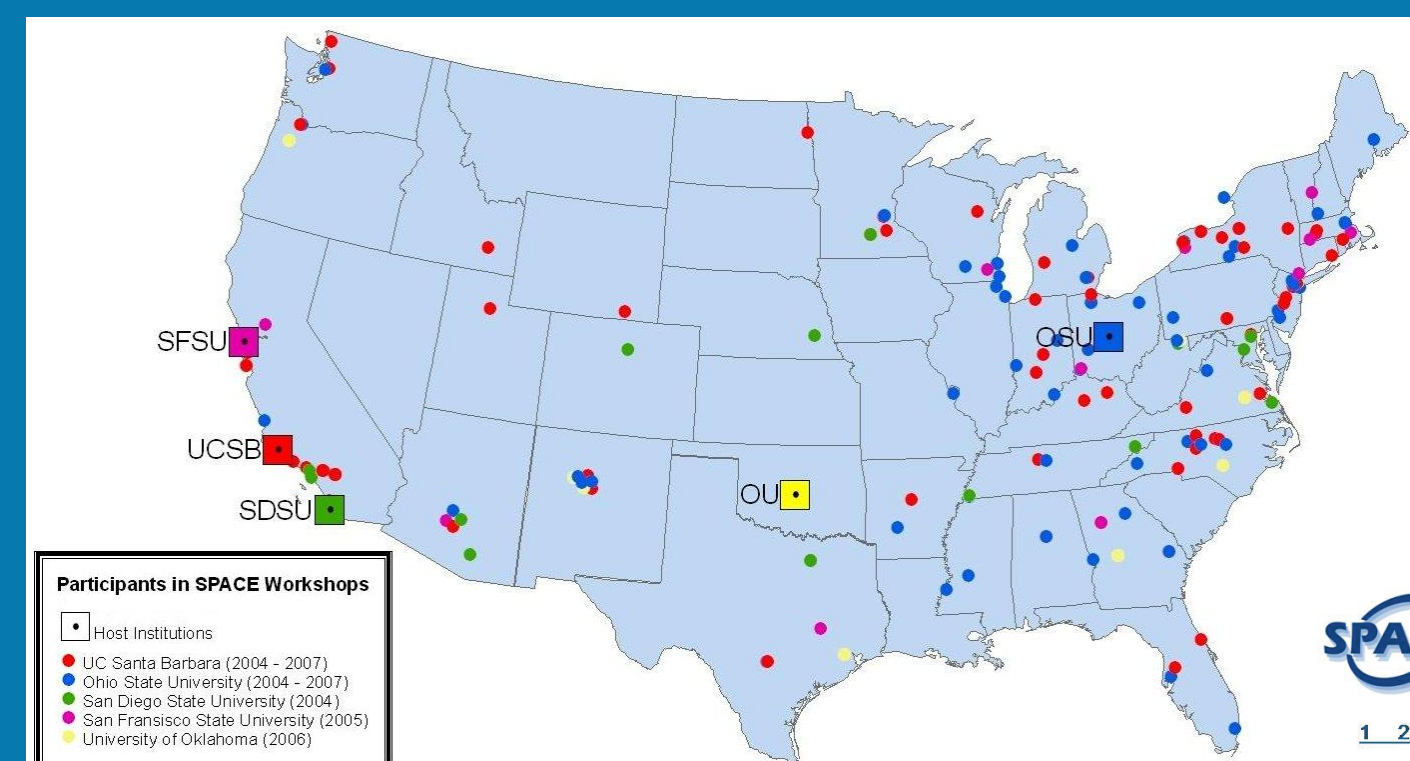 SFSU
OSU
UCSB
OU
SDSU
Participants in SPACE Workshops
Host Institutions
UC Santa Barbara (2004 - 2007)
Ohio State University (2004 - 2007)
San Diego State University (2004)
San Fransisco State University (2005)
University of Oklahoma (2006)
SPA
1 2